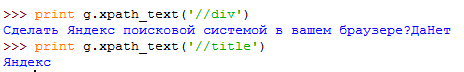 >>> print g.xpath_text('//div')
Сделать Яндекс поисковой системой в вашем браузере?ДаНет
>>> print g.xpath_text('//title')
Яндекс